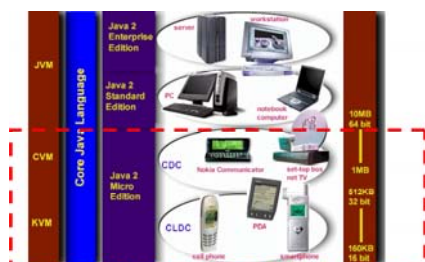 JVM
CVM
KVM
Core Java Language
Java 2
Enterprise
Edition
Java 2
Standard
Edition
Java 2
Micro
Edition
server
workstation
PC
notebook
computer
CDC
Nokia Communicator
set-top box
net TV
CLDC
PDA
cell phone
smartphone
10MB
64 bit
1MB
512KB
32 bit
160KB
16 bit